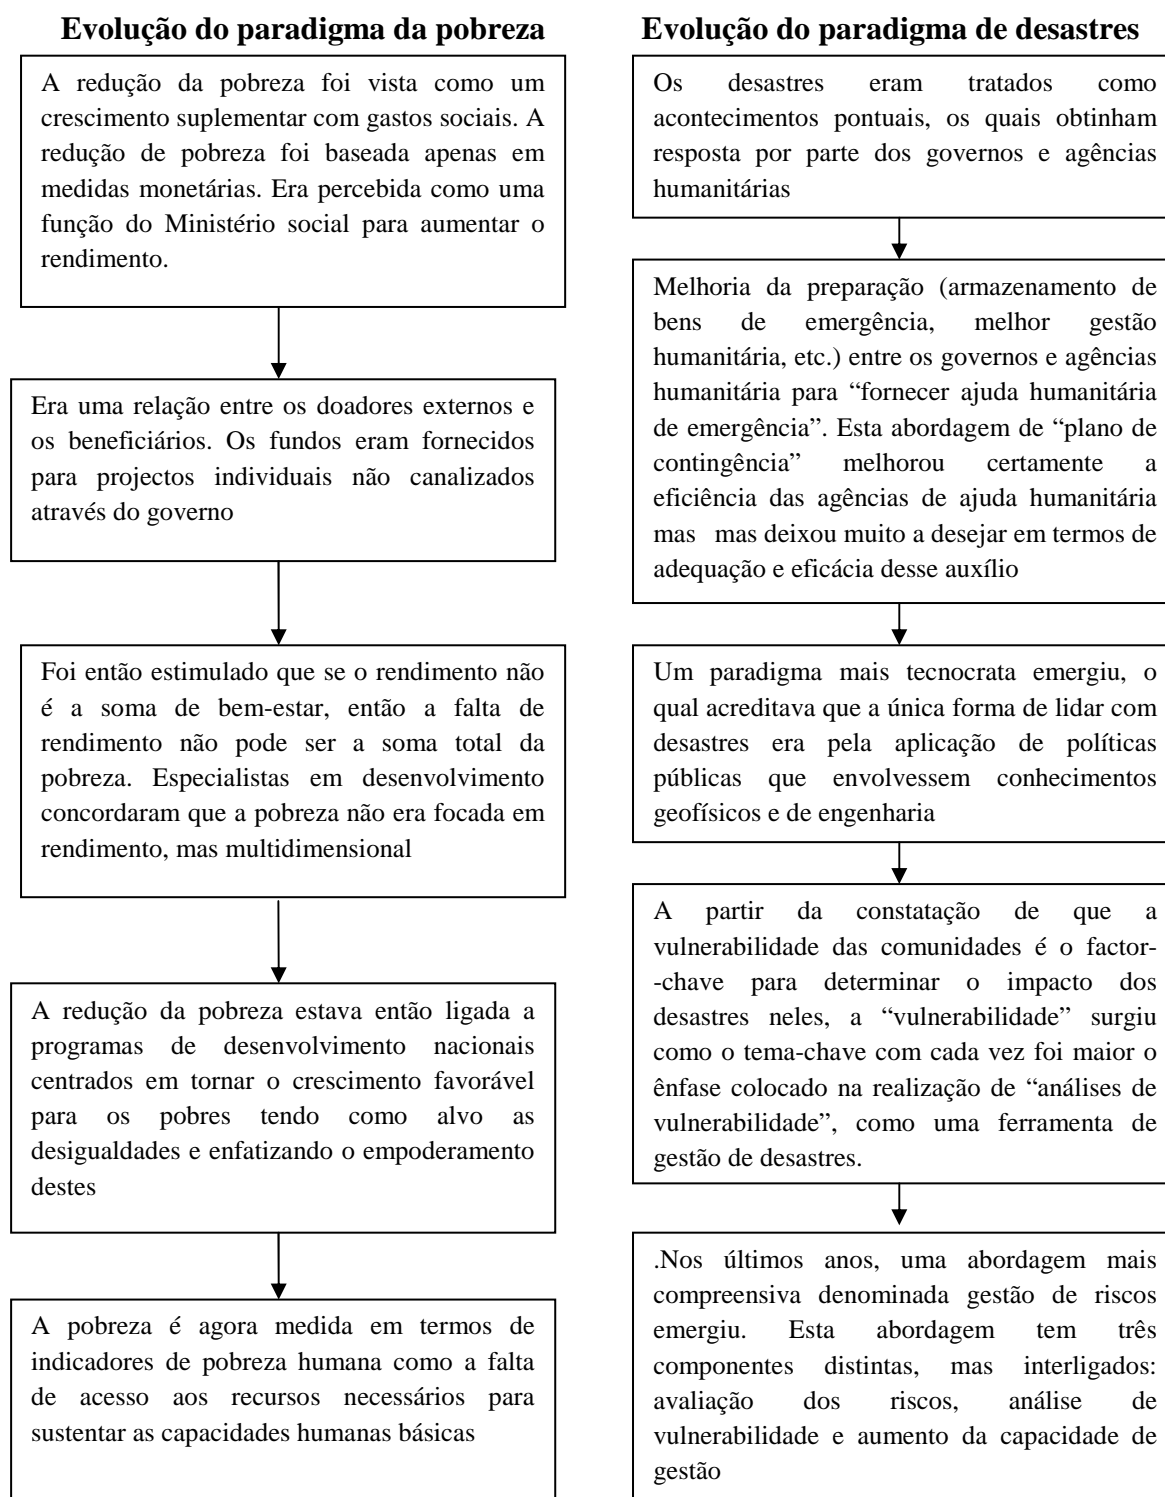 Evolução do paradigma da pobreza
A redução da pobreza foi vista como um
crescimento suplementar com gastos sociais. A
redução de pobreza foi baseada apenas em
medidas monetárias. Era percebida como uma
função do Ministério social para aumentar o
rendimento.
Era uma relação entre os doadores externos e
os beneficiários. Os fundos eram fornecidos
para projectos individuais não canalizados
através do governo
Foi então estimulado que se o rendimento não
é a soma de bem-estar, então a falta de
rendimento não pode ser a soma total da
pobreza. Especialistas em desenvolvimento
concordaram que a pobreza não era focada em
rendimento, mas multidimensional
A redução da pobreza estava então ligada a
programas de desenvolvimento nacionais
centrados em tornar o crescimento favorável
para os pobres tendo como alvo as
desigualdades e enfatizando o empoderamento
destes
A pobreza é agora medida em termos de
indicadores de pobreza humana como a falta
de acesso aos recursos necessários para
sustentar as capacidades humanas básicas
Evolução do paradigma de desastres
Os desastres eram tratados como
acontecimentos pontuais, os quais obtinham
resposta por parte dos governos e agências
humanitárias
Melhoria da preparação (armazenamento de
bens de emergência, melhor gestão
humanitária, etc.) entre os governos e agências
humanitária para “fornecer ajuda humanitária
de emergência”. Esta abordagem de “plano de
contingência” melhorou certamente a
eficiência das agências de ajuda humanitária
mas mas deixou muito a desejar em termos de
adequação e eficácia desse auxílio
Um paradigma mais tecnocrata emergiu, o
qual acreditava que a única forma de lidar com
desastres era pela aplicação de políticas
públicas que envolvessem conhecimentos
geofísicos e de engenharia
A partir da constatação de que a
vulnerabilidade das comunidades é o factor-
-chave para determinar o impacto dos
desastres neles, a “vulnerabilidade” surgiu
como o tema-chave com cada vez foi maior o
ênfase colocado na realização de “análises de
vulnerabilidade”, como uma ferramenta de
gestão de desastres.
.Nos últimos anos, uma abordagem mais
compreensiva denominada gestão de riscos
emergiu. Esta abordagem tem três
componentes distintas, mas interligados:
avaliação dos riscos, análise de
vulnerabilidade e aumento da capacidade de
gestão